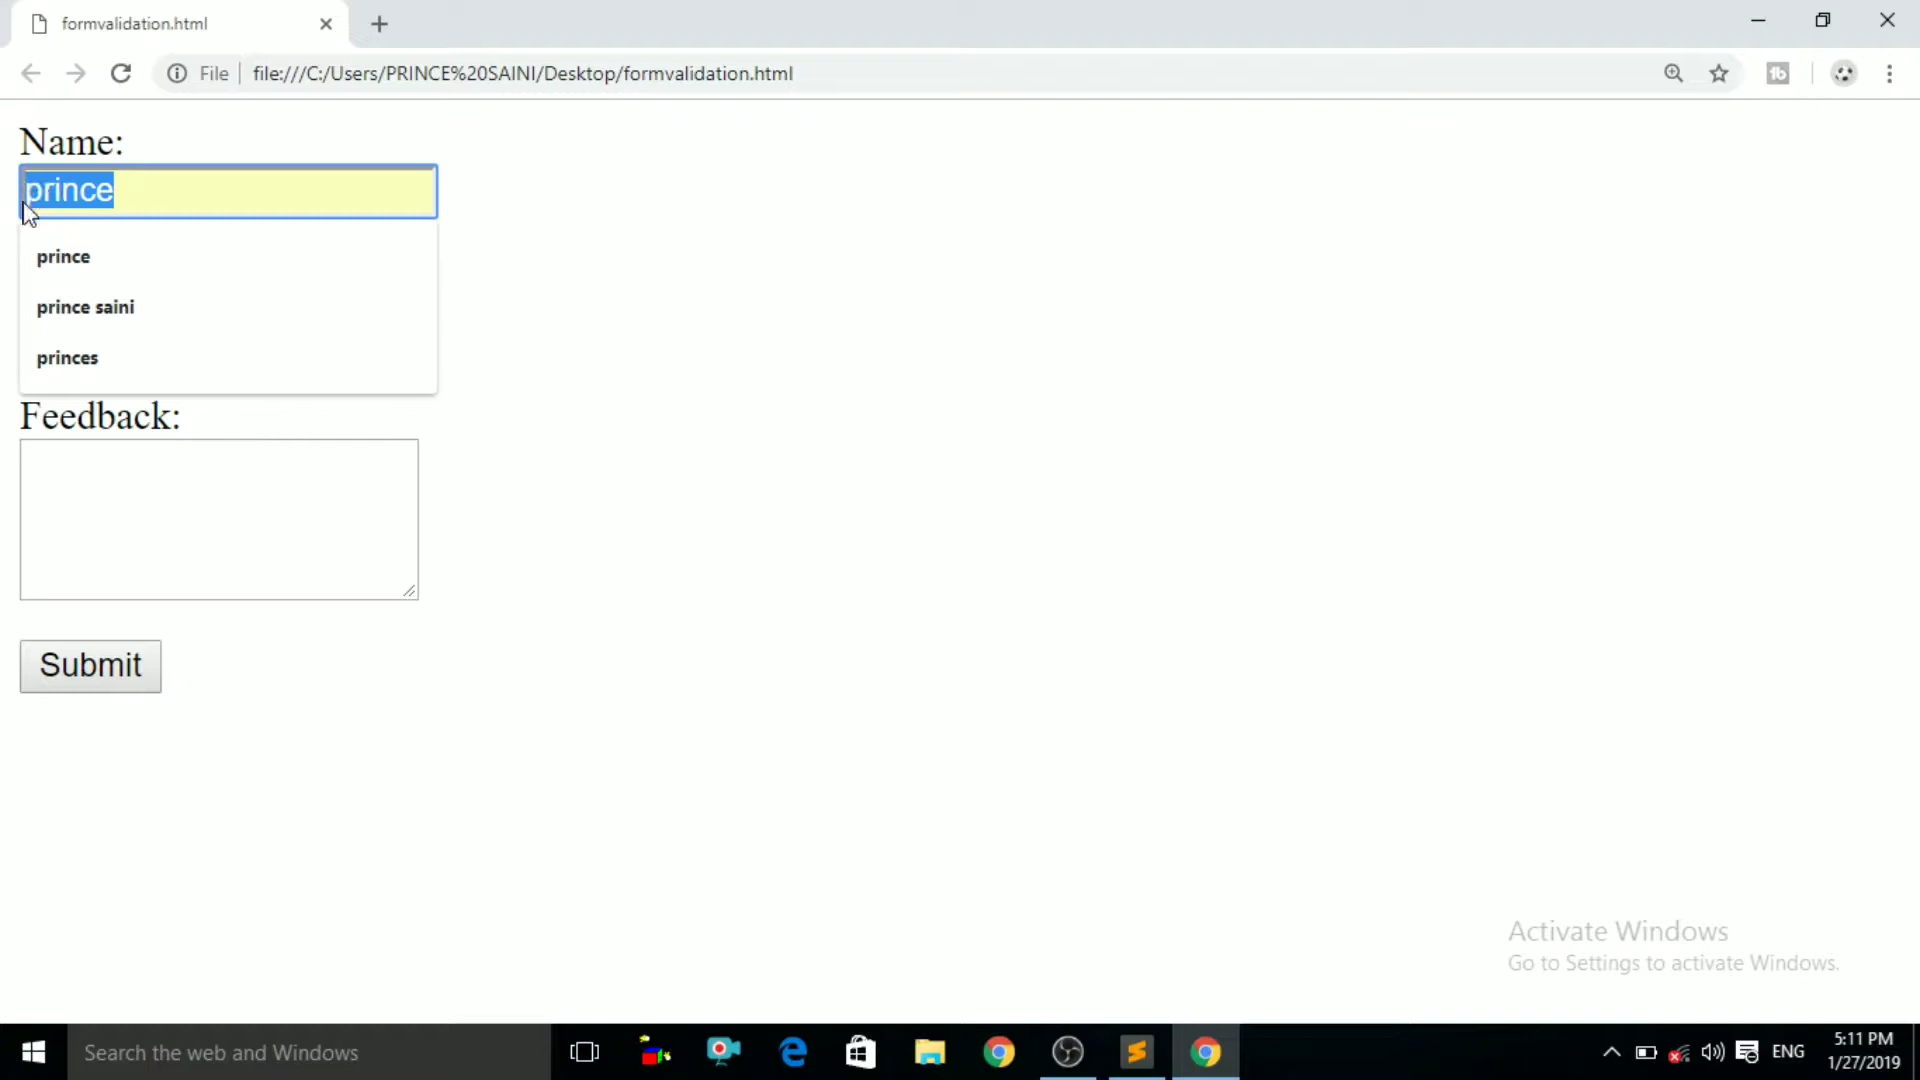 formvalidation.html
File
file:///C:/Users/PRINCE%20SAINI/Desktop/formvalidation.html
Name:
prince
prince
prince saini
princes
Feedback:
Submit
Activate Windows
Go to Settings to activate Windows.
Search the web and Windows
ENG
5:11 PM
1/27/2019